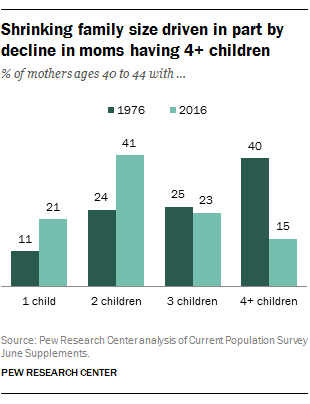 Shrinking family size driven in part by
decline in moms having 4+ children
% of mothers ages 40 to 44 with ...
1976 2016
11 21 24 41 25 23 40 15
1 child 2 children 3 children 4+ children
Source: Pew Research Center analysis of Current Population Survey
June Supplements.
PEW RESEARCH CENTER